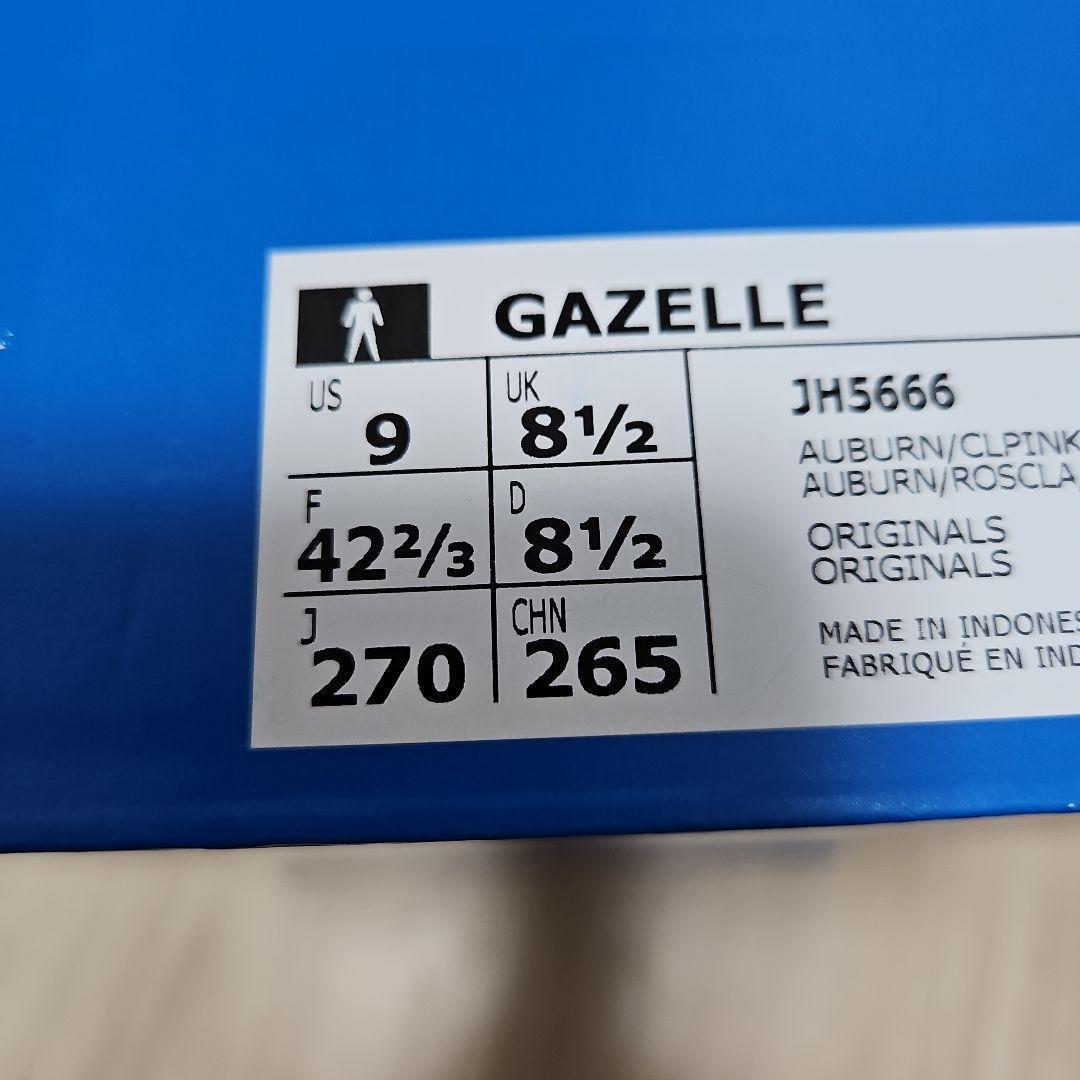 GAZELLE
US 9 UK 8½
F 42⅔ D 8½
J 270 CHN 265
JH5666
AUBURN/CLPINK
AUBURN/ROSCLA
ORIGINALS
ORIGINALS
MADE IN INDONES
FABRIQUÉ EN IND